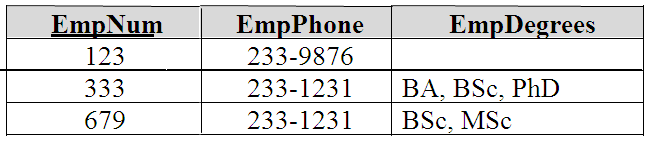 EmpNum EmpPhone EmpDegrees
123 233-9876
333 233-1231 BA, BSc, PhD
679 233-1231 BSc, MSc